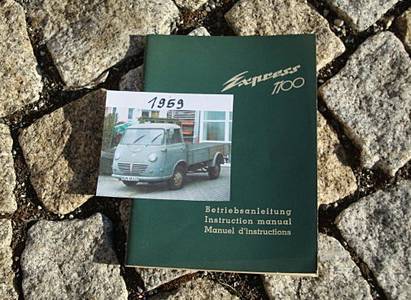 Express
1100
1959
Betriebsanleitung
Instruction manual
Manuel d'instructions